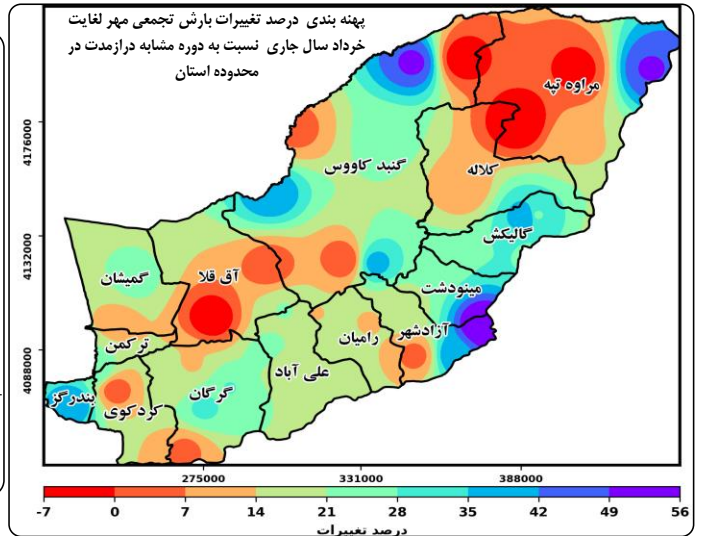 پهنه بندی درصد تغییرات بارش تجمعی مهر لغایت
خرداد سال جاری نسبت به دوره مشابه درازمدت در
محدوده استان
مراوه تپه
گنبد کاووس
کلاله
گالیکش
گمیشان
آق قلا
مینودشت
آزادشهر
رامیان
ترکمن
علی آباد
گرگان
بندرگز
کردکوی
4176000
4132000
4088000
275000
331000
388000
-7
0
7
14
21
28
35
42
49
56
درصد تغییرات